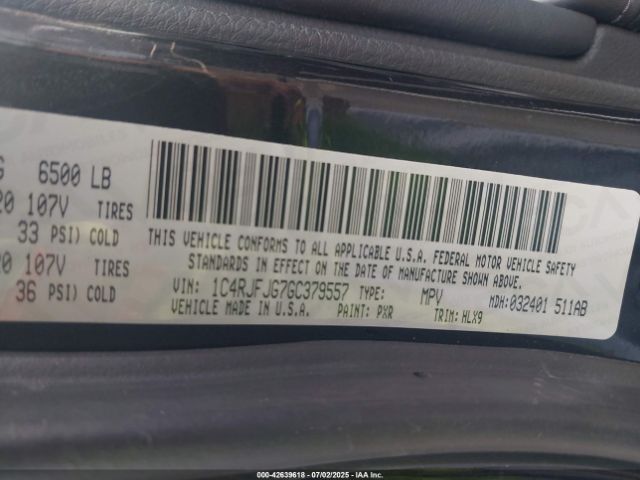 G 6500 LB
20 107V TIRES
33 PSI) COLD
20 107V TIRES
36 PSI) COLD
THIS VEHICLE CONFORMS TO ALL APPLICABLE U.S.A. FEDERAL MOTOR VEHICLE SAFETY
STANDARDS IN EFFECT ON THE DATE OF MANUFACTURE SHOWN ABOVE.
VIN: 1C4RJFJG7GC379557 TYPE: MPV MDH:032401 511AB
VEHICLE MADE IN U.S.A. PAINT: PXR TRIM: HLX9
000-42639618 - 07/02/2025 - IAA Inc.